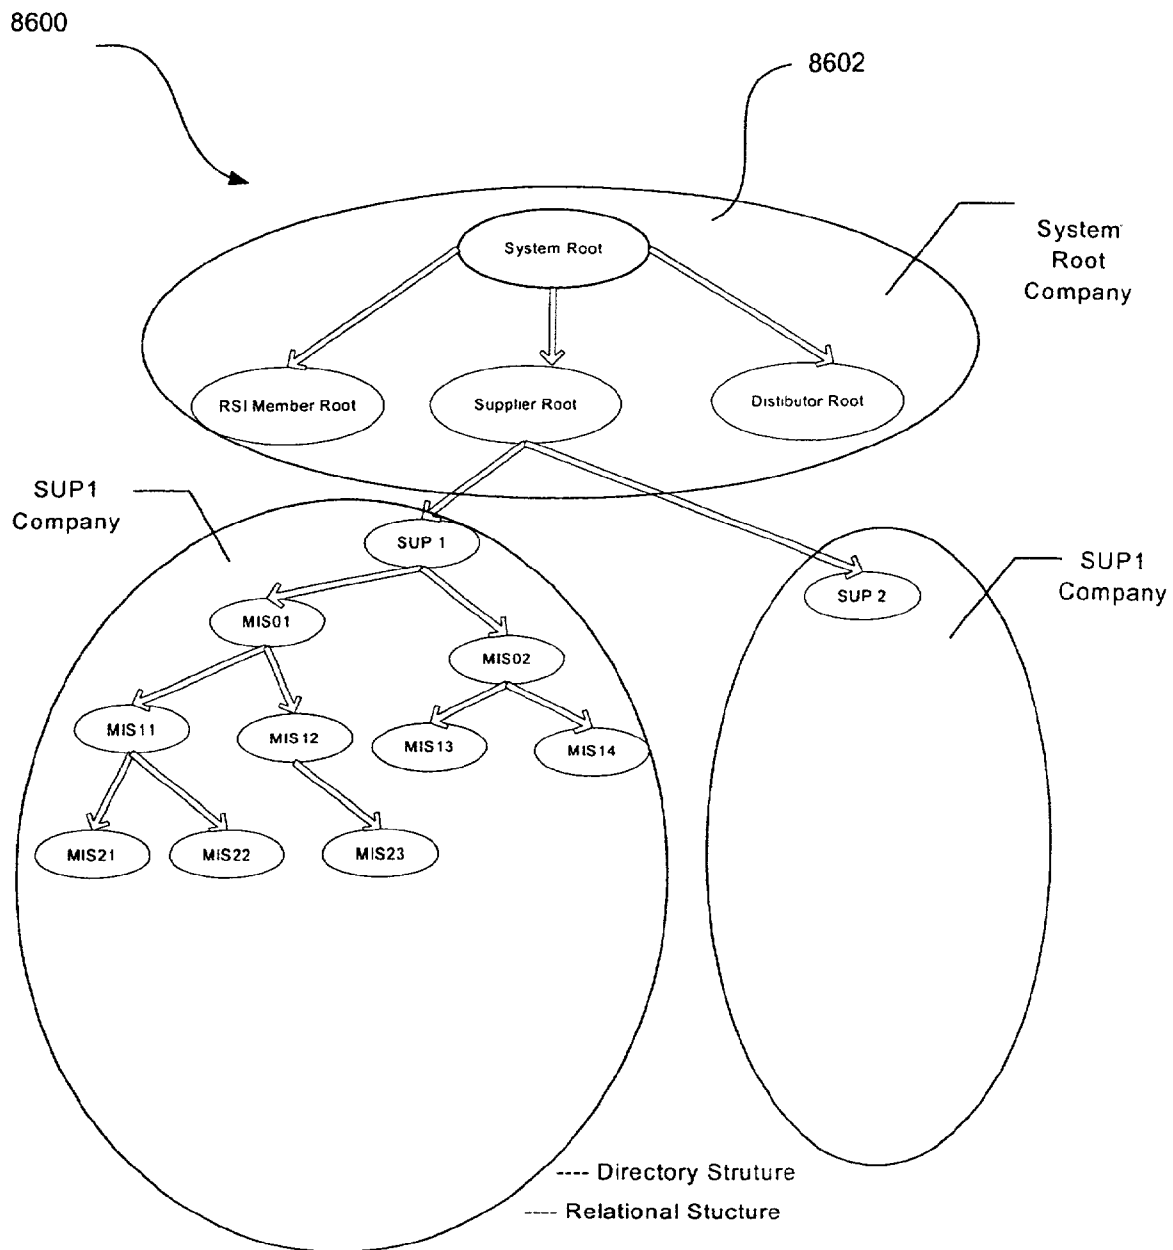 8600
8602
System Root
System
Root
Company
RSI Member Root
Supplier Root
Distibutor Root
SUP1
Company
SUP 1
SUP 2
SUP1
Company
MIS01
MIS02
MIS11
MIS12
MIS13
MIS14
MIS21
MIS22
MIS23
---- Directory Struture
---- Relational Stucture